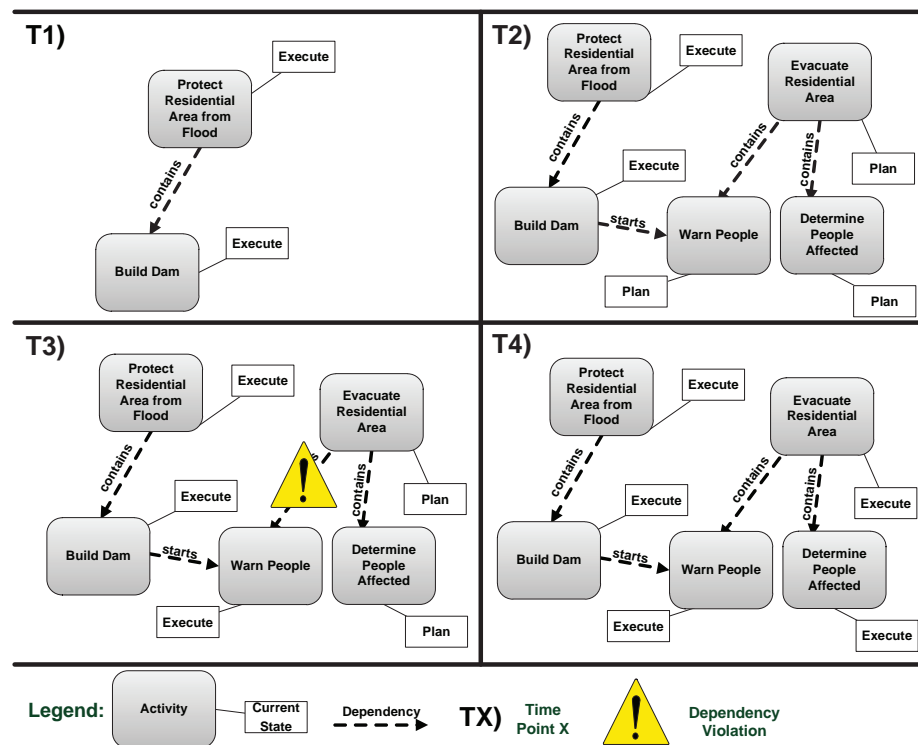 T1)
Execute
Protect
Residential
Area from
Flood
contains
Execute
Build Dam
T2)
Protect
Residential
Area from
Flood
Execute
Evacuate
Residential
Area
contains
contains
contains
Plan
Execute
Build Dam
starts
Warn People
Determine
People
Affected
Plan
Plan
T3)
Protect
Residential
Area from
Flood
Execute
Evacuate
Residential
Area
contains
contains
Plan
Execute
Build Dam
starts
Warn People
Determine
People
Affected
Execute
Plan
T4)
Protect
Residential
Area from
Flood
Execute
Evacuate
Residential
Area
contains
contains
contains
Execute
Execute
Build Dam
starts
Warn People
Determine
People
Affected
Execute
Execute
Legend:
Activity
Current
State
Dependency
TX)
Time
Point X
Dependency
Violation